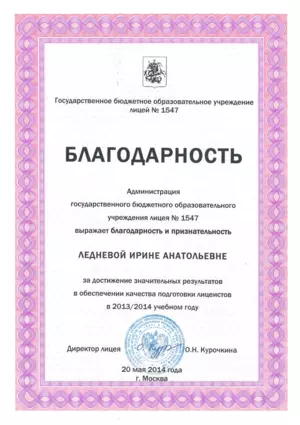 Государственное бюджетное образовательное учреждение
лицей № 1547
БЛАГОДАРНОСТЬ
Администрация
государственного бюджетного образовательного
учреждения лицея № 1547
выражает благодарность и признательность
ЛЕДНЕВОЙ ИРИНЕ АНАТОЛЬЕВНЕ
за достижение значительных результатов
в обеспечении качества подготовки лицеистов
в 2013/2014 учебном году
Директор лицея О.Н. Курочкина
20 мая 2014 года
г. Москва